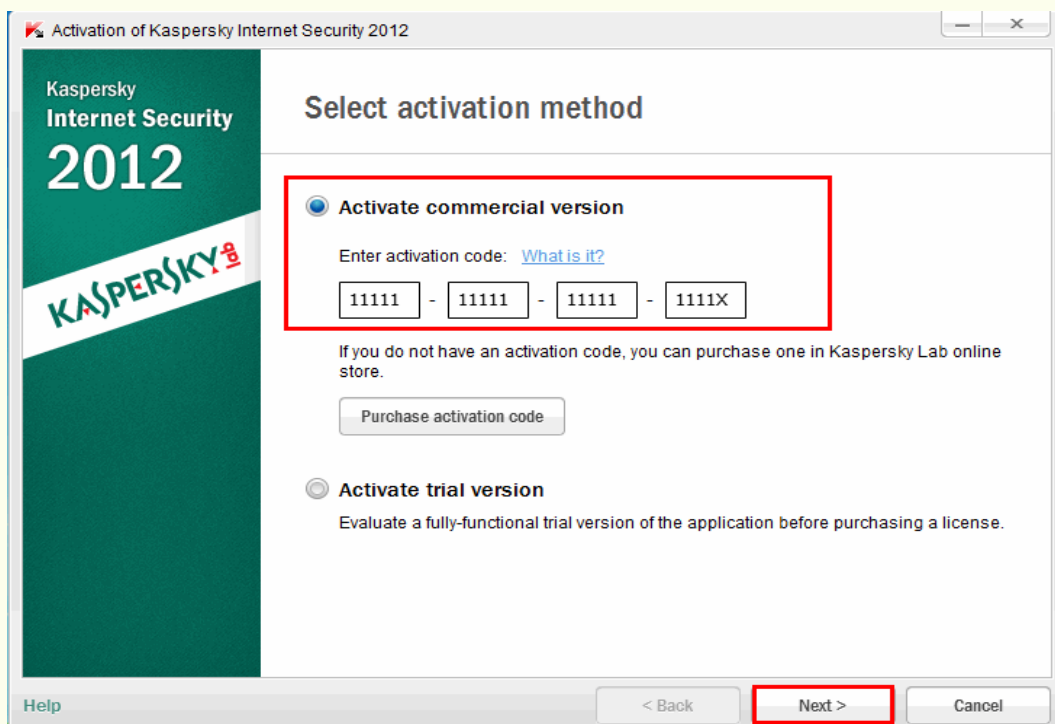 Activation of Kaspersky Internet Security 2012
Kaspersky
Internet Security
2012
KASPERSKY lab
Select activation method
Activate commercial version
Enter activation code: What is it?
11111 - 11111 - 11111 - 1111X
If you do not have an activation code, you can purchase one in Kaspersky Lab online
store.
Purchase activation code
Activate trial version
Evaluate a fully-functional trial version of the application before purchasing a license.
Help
< Back
Next >
Cancel